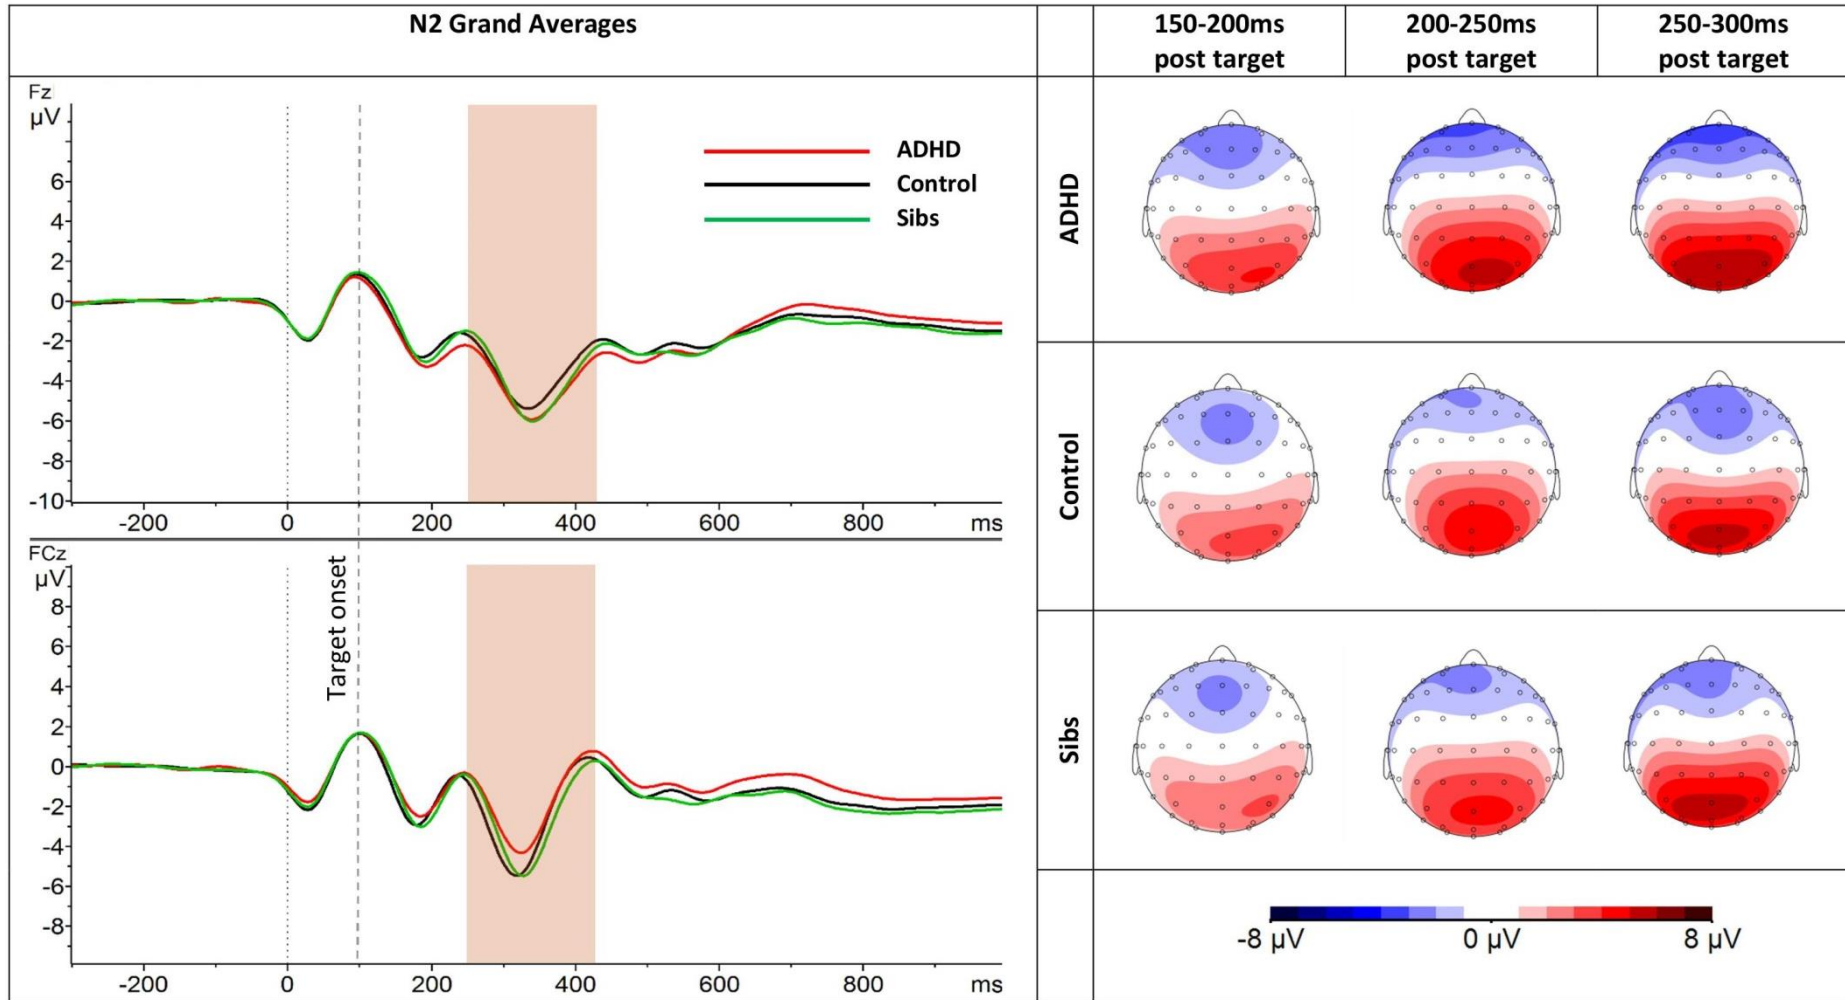 N2 Grand Averages
150-200ms
post target
200-250ms
post target
250-300ms
post target
Fz
µV
6
4
2
0
-2
-4
-6
-8
-10
-200
0
200
400
600
800
ms
ADHD
Control
Sibs
FCz
µV
8
6
4
2
0
-2
-4
-6
-8
-200
0
200
400
600
800
ms
Target onset
ADHD
Control
Sibs
-8 µV
0 µV
8 µV